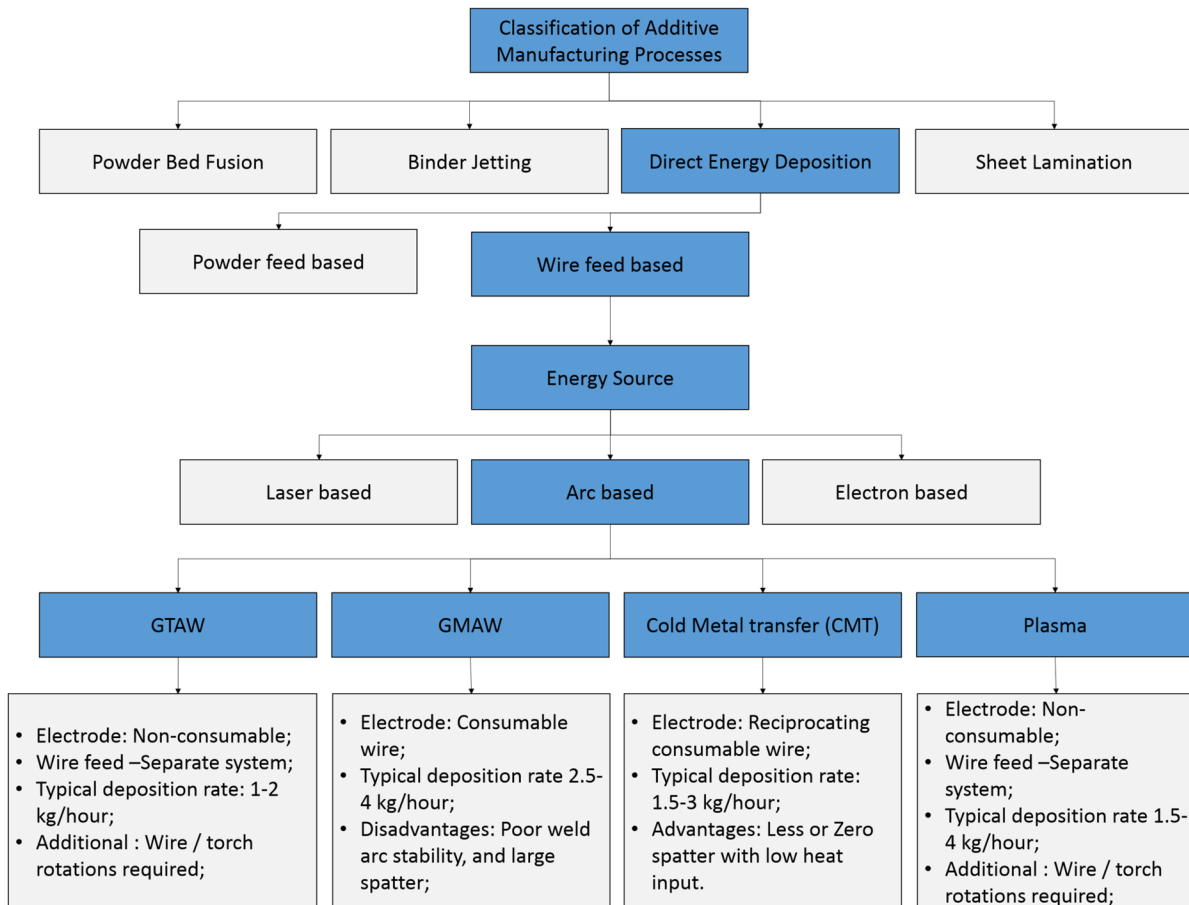 Classification of Additive
Manufacturing Processes
Powder Bed Fusion
Binder Jetting
Direct Energy Deposition
Sheet Lamination
Powder feed based
Wire feed based
Energy Source
Laser based
Arc based
Electron based
GTAW
GMAW
Cold Metal transfer (CMT)
Plasma
• Electrode: Non-consumable;
• Wire feed –Separate system;
• Typical deposition rate: 1-2
kg/hour;
• Additional : Wire / torch
rotations required;
• Electrode: Consumable
wire;
• Typical deposition rate 2.5-
4 kg/hour;
• Disadvantages: Poor weld
arc stability, and large
spatter;
• Electrode: Reciprocating
consumable wire;
• Typical deposition rate:
1.5-3 kg/hour;
• Advantages: Less or Zero
spatter with low heat
input.
• Electrode: Non-
consumable;
• Wire feed –Separate
system;
• Typical deposition rate 1.5-
4 kg/hour;
• Additional : Wire / torch
rotations required;